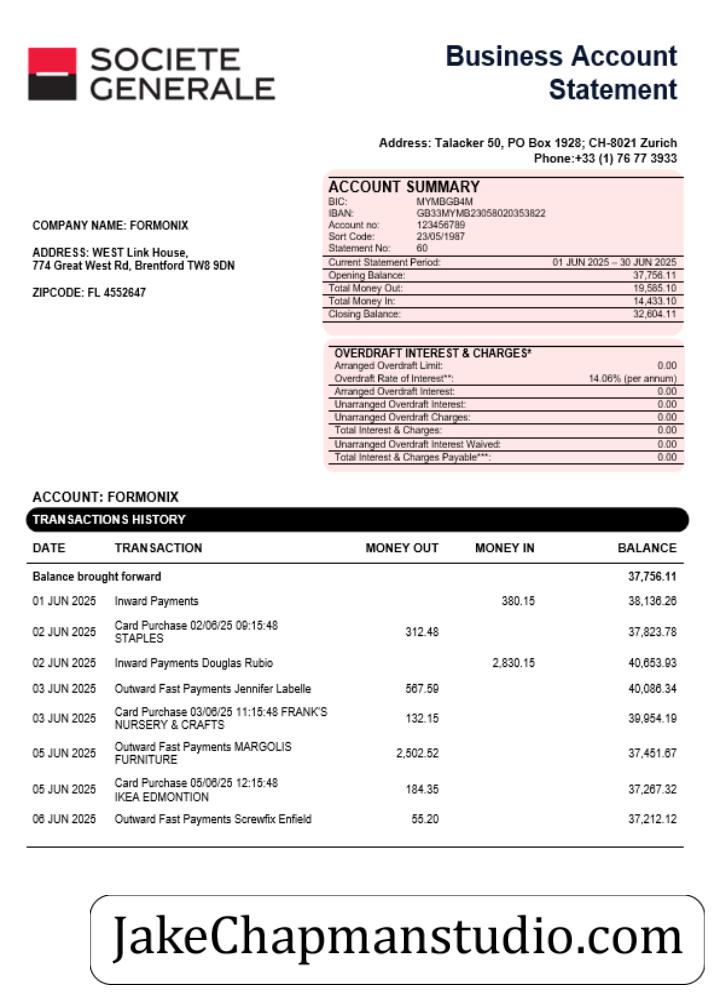 SOCIETE
GENERALE
Business Account
Statement
Address: Talacker 50, PO Box 1928; CH-8021 Zurich
Phone:+33 (1) 76 77 3933
COMPANY NAME: FORMONIX
ADDRESS: WEST Link House,
774 Great West Rd, Brentford TW8 9DN
ZIPCODE: FL 4552647
ACCOUNT SUMMARY
BIC: MYMBGB4M
IBAN: GB33MYMB23058020353822
Account no: 123456789
Sort Code: 23/05/1987
Statement No: 60
Current Statement Period: 01 JUN 2025 – 30 JUN 2025
Opening Balance: 37,756.11
Total Money Out: 19,585.10
Total Money In: 14,433.10
Closing Balance: 32,604.11
OVERDRAFT INTEREST & CHARGES*
Arranged Overdraft Limit: 0.00
Overdraft Rate of Interest**: 14.06% (per annum)
Arranged Overdraft Interest: 0.00
Unarranged Overdraft Interest: 0.00
Unarranged Overdraft Charges: 0.00
Total Interest & Charges: 0.00
Unarranged Overdraft Interest Waived: 0.00
Total Interest & Charges Payable***: 0.00
ACCOUNT: FORMONIX
TRANSACTIONS HISTORY
DATE TRANSACTION MONEY OUT MONEY IN BALANCE
Balance brought forward 37,756.11
01 JUN 2025 Inward Payments 380.15 38,136.26
02 JUN 2025 Card Purchase 02/06/25 09:15:48 312.48 37,823.78
STAPLES
02 JUN 2025 Inward Payments Douglas Rubio 2,830.15 40,653.93
03 JUN 2025 Outward Fast Payments Jennifer Labelle 567.59 40,086.34
03 JUN 2025 Card Purchase 03/06/25 11:15:48 FRANK'S 132.15 39,954.19
NURSERY & CRAFTS
05 JUN 2025 Outward Fast Payments MARGOLIS 2,502.52 37,451.67
FURNITURE
05 JUN 2025 Card Purchase 05/06/25 12:15:48 184.35 37,267.32
IKEA EDMONTION
06 JUN 2025 Outward Fast Payments Screwfix Enfield 55.20 37,212.12
JakeChapmanstudio.com